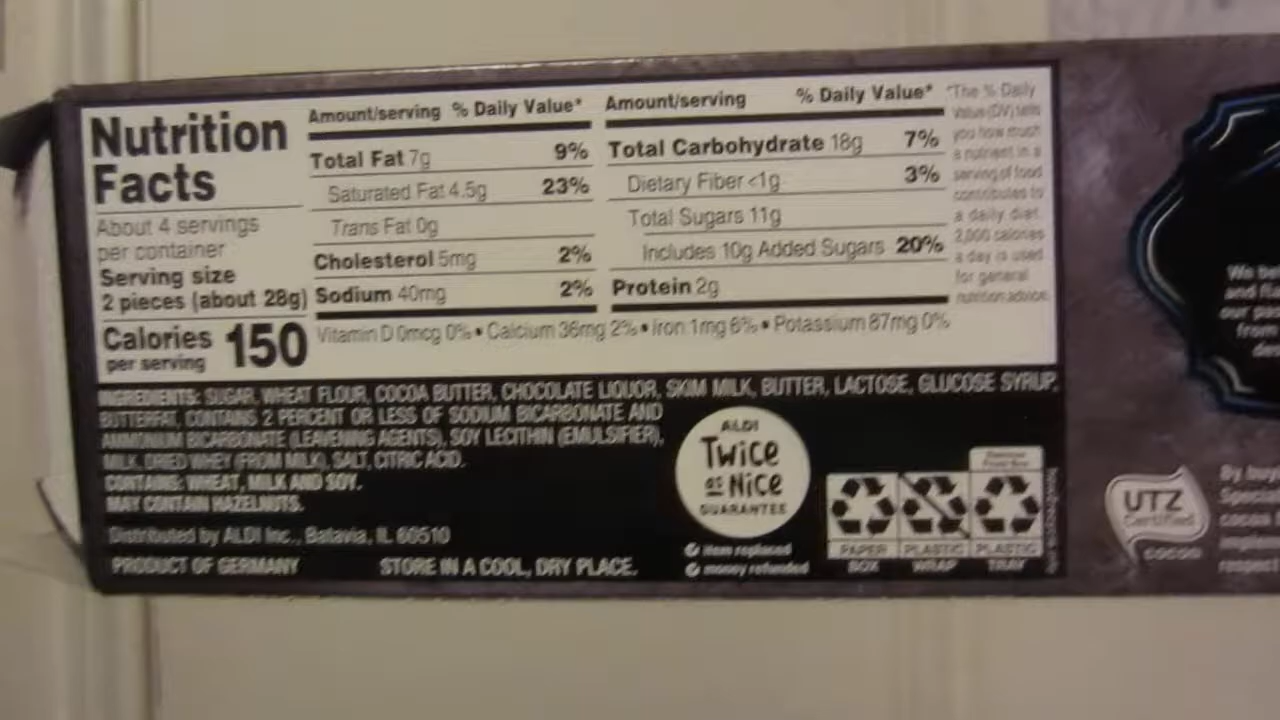 Nutrition
Facts
About 4 servings
per container
Serving size
2 pieces (about 28g)
Calories 150
per serving
Amount/serving % Daily Value*
Total Fat 7g 9%
Saturated Fat 4.5g 23%
Trans Fat 0g
Cholesterol 5mg 2%
Sodium 40mg 2%
Amount/serving % Daily Value*
Total Carbohydrate 18g 7%
Dietary Fiber <1g 3%
Total Sugars 11g
Includes 10g Added Sugars 20%
Protein 2g
Vitamin D 0mcg 0% • Calcium 36mg 2% • Iron 1mg 6% • Potassium 87mg 0%
*The % Daily
Value (DV) tells
you how much
a nutrient in a
serving of food
contributes to
a daily diet.
2,000 calories
a day is used
for general
nutrition advice.
INGREDIENTS: SUGAR, WHEAT FLOUR, COCOA BUTTER, CHOCOLATE LIQUOR, SKIM MILK, BUTTER, LACTOSE, GLUCOSE SYRUP,
BUTTERFAT, CONTAINS 2 PERCENT OR LESS OF SODIUM BICARBONATE AND
AMMONIUM BICARBONATE (LEAVENING AGENTS), SOY LECITHIN (EMULSIFIER),
MILK, DRIED WHEY (FROM MILK), SALT, CITRIC ACID.
CONTAINS: WHEAT, MILK AND SOY.
MAY CONTAIN HAZELNUTS.
Distributed by ALDI Inc., Batavia, IL 60510
PRODUCT OF GERMANY STORE IN A COOL, DRY PLACE.
ALDI
Twice
as Nice
GUARANTEE
item replaced
money refunded
PAPER PLASTIC PLASTIC
BOX WRAP TRAY
UTZ
Certified
cocoa
We
and
our
from
By
cocoa